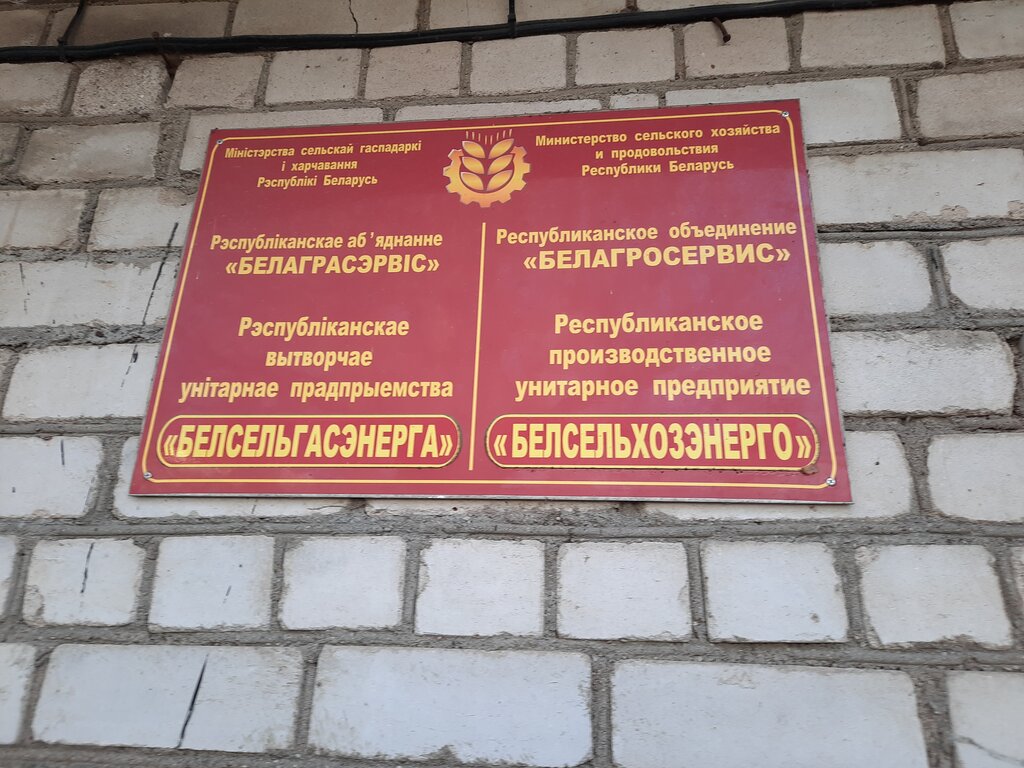 Міністэрства сельскай гаспадаркі
і харчавання
Рэспублікі Беларусь
Рэспубліканскае аб'яднанне
«БЕЛАГРАСЭРВІС»
Рэспубліканскае
вытворчае
унітарнае прадпрыемства
«БЕЛСЕЛЬГАСЭНЕРГА»
Министерство сельского хозяйства
и продовольствия
Республики Беларусь
Республиканское объединение
«БЕЛАГРОСЕРВИС»
Республиканское
производственное
унитарное предприятие
«БЕЛСЕЛЬХОЗЭНЕРГО»